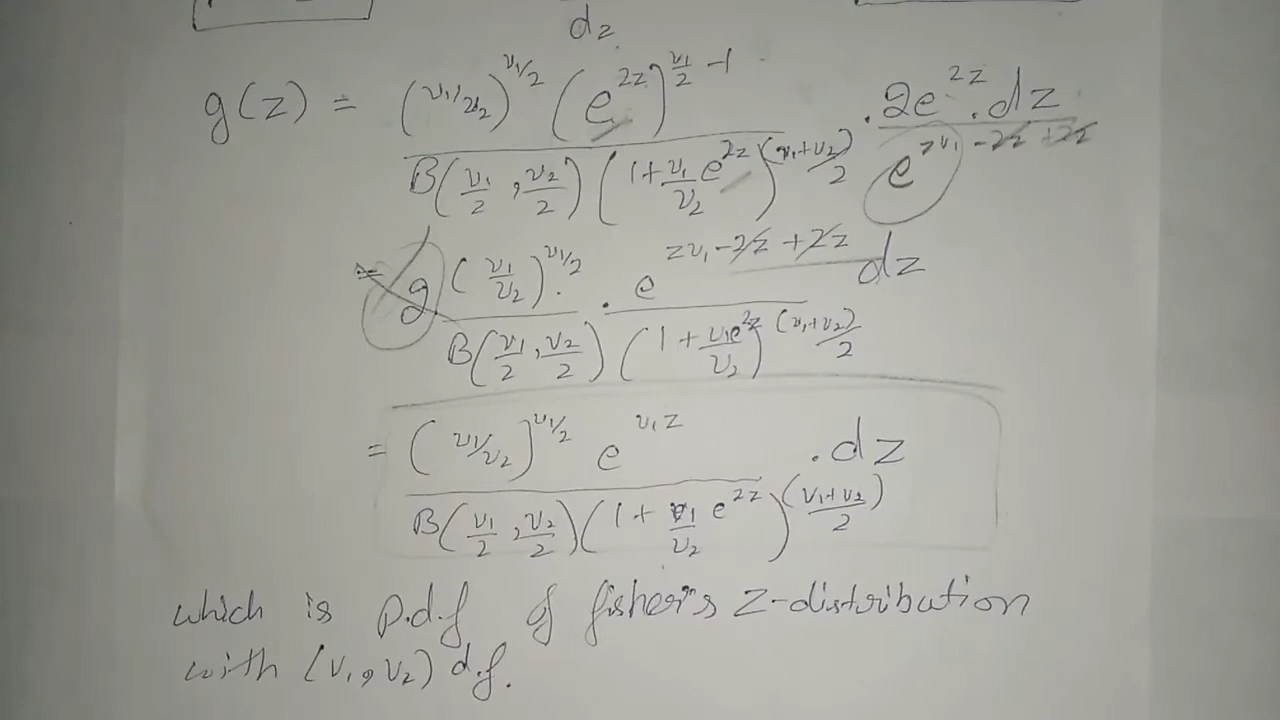 dz
g(z) = (ν1/ν2)^(ν1/2) (e^(2z))^(ν1/2 - 1) / B(ν1/2, ν2/2) (1 + ν1/ν2 e^(2z))^((ν1+ν2)/2) . 2e^(2z) . dz
e^(zν1 - 2z + 2z)
= g (ν1/ν2)^(ν1/2) . / B(ν1/2, ν2/2) . e^(zν1 - 2z + 2z) / (1 + ν1e^(2z)/ν2)^((ν1+ν2)/2) dz
= (ν1/ν2)^(ν1/2) e^(ν1z) / B(ν1/2, ν2/2) (1 + ν1/ν2 e^(2z))^((ν1+ν2)/2) . dz
which is p.d.f of fisher's Z-distribution
with (ν1, ν2) d.f.